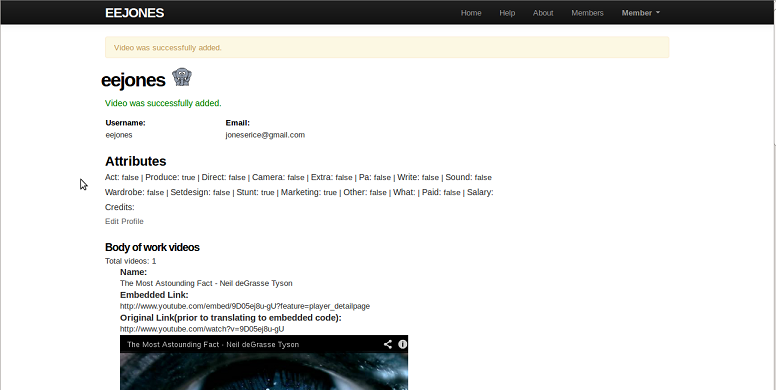 EEJONES Home Help About Members Member
Video was successfully added.
eejones
Video was successfully added.
Username: Email:
eejones joneserice@gmail.com
Attributes
Act: false | Produce: true | Direct: false | Camera: false | Extra: false | Pa: false | Write: false | Sound: false
Wardrobe: false | Setdesign: false | Stunt: true | Marketing: true | Other: false | What: | Paid: false | Salary:
Credits:
Edit Profile
Body of work videos
Total videos: 1
Name:
The Most Astounding Fact - Neil deGrasse Tyson
Embedded Link:
http://www.youtube.com/embed/9D05ej8u-gU?feature=player_detailpage
Original Link(prior to translating to embedded code):
http://www.youtube.com/watch?v=9D05ej8u-gU
The Most Astounding Fact - Neil deGrasse Tyson